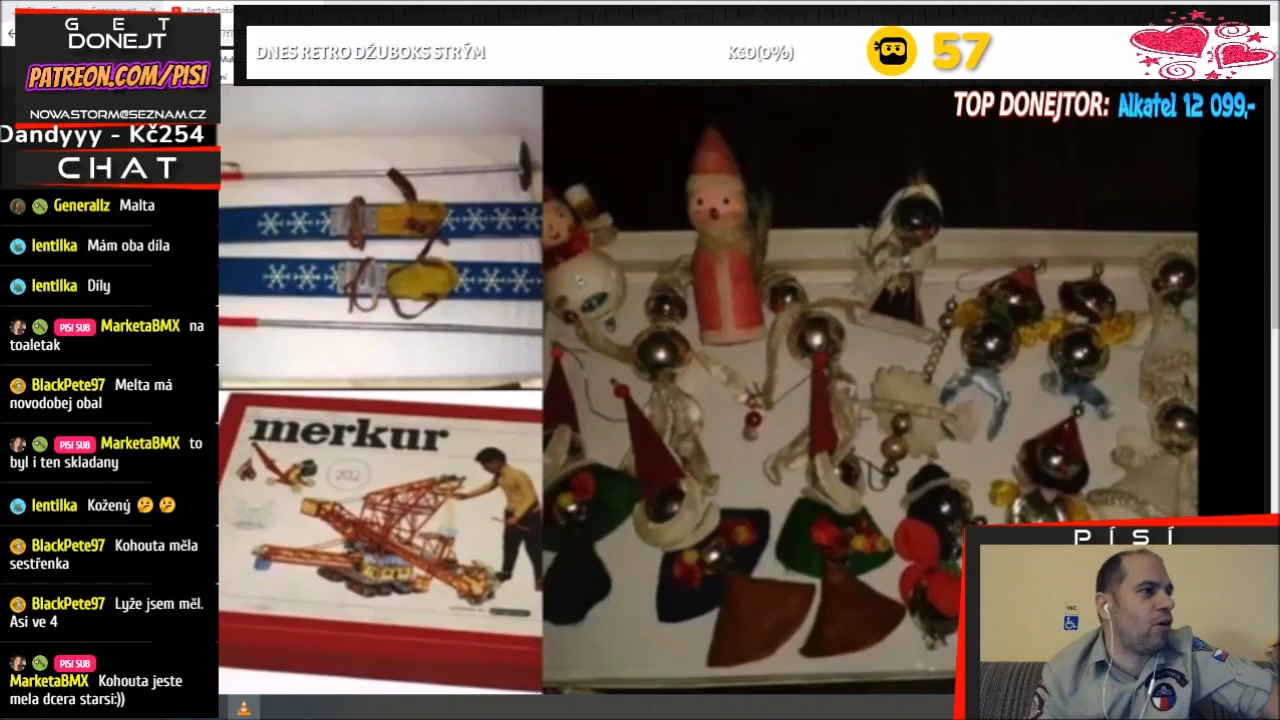 GET
DONEJT
PATREON.COM/PISI
NOWASTORM@SEZNAM.CZ
Dandyyy - Kč254
CHAT
Generallz Malta
lentilka Mám oba díla
lentilka Díly
PISI SUB MarketaBMX na
toaletak
BlackPete97 Melta má
novodobej obal
PISI SUB MarketaBMX to
byl i ten skladany
lentilka Kožený 🤔 🤔
BlackPete97 Kohouta měla
sestřenka
BlackPete97 Lyže jsem měl.
Asi ve 4
PISI SUB
MarketaBMX Kohouta jeste
mela dcera starsi:))
DNES RETRO DŽUBOKS STRÝM
Kč0(0%)
57
TOP DONEJTOR: Alkatel 12 099,-
merkur
202
PÍSÍ
WC